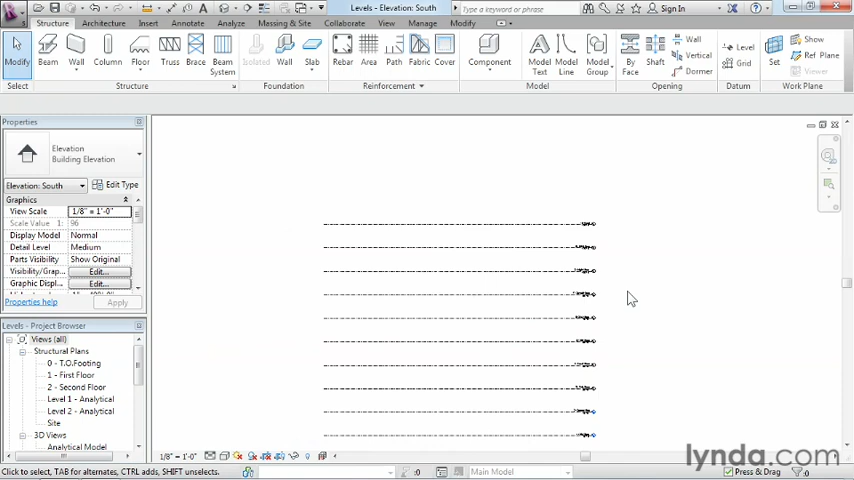 Levels - Elevation: South
Type a keyword or phrase
Sign In
Structure Architecture Insert Annotate Analyze Massing & Site Collaborate View Manage Modify
Modify Beam Wall Column Floor Truss Brace Beam System Isolated Wall Slab Rebar Area Path Fabric Cover Component Model Text Model Line Model Group By Face Shaft Wall Vertical Dormer Level Grid Set Show Ref Plane Viewer
Select Structure Foundation Reinforcement Model Opening Datum Work Plane
Properties
Elevation
Building Elevation
Elevation: South Edit Type
Graphics
View Scale 1/8" = 1'-0"
Scale Value 1: 96
Display Model Normal
Detail Level Medium
Parts Visibility Show Original
Visibility/Grap... Edit...
Graphic Displ... Edit...
Properties help Apply
Levels - Project Browser
Views (all)
Structural Plans
0 - T.O.Footing
1 - First Floor
2 - Second Floor
Level 1 - Analytical
Level 2 - Analytical
Site
3D Views
Analytical Model
1/8" = 1'-0"
Click to select, TAB for alternates, CTRL adds, SHIFT unselects.
:0
Main Model
Press & Drag
:0
lynda.com